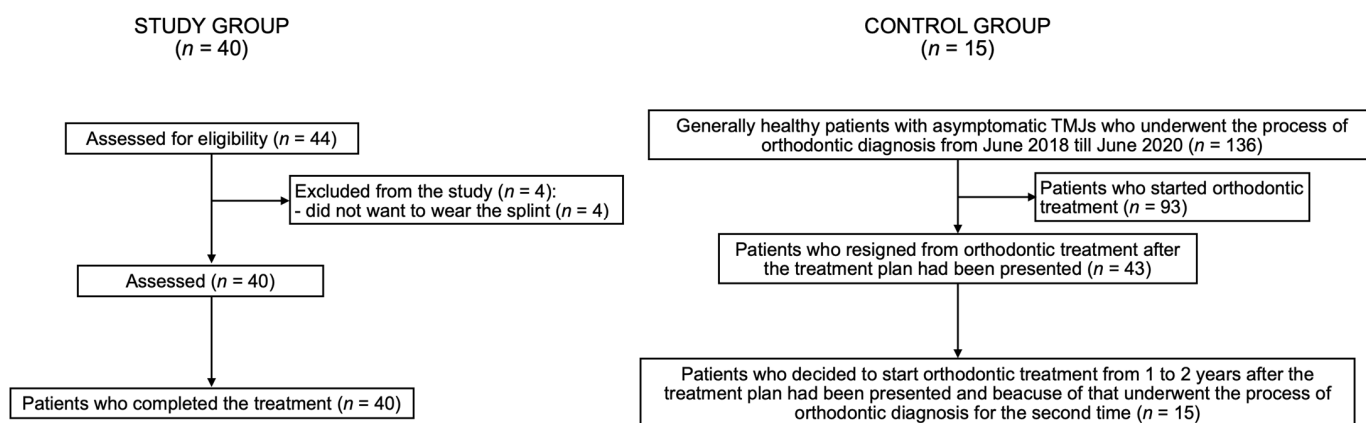 STUDY GROUP
(n = 40)
Assessed for eligibility (n = 44)
Excluded from the study (n = 4):
- did not want to wear the splint (n = 4)
Assessed (n = 40)
Patients who completed the treatment (n = 40)
CONTROL GROUP
(n = 15)
Generally healthy patients with asymptomatic TMJs who underwent the process of
orthodontic diagnosis from June 2018 till June 2020 (n = 136)
Patients who started orthodontic
treatment (n = 93)
Patients who resigned from orthodontic treatment after
the treatment plan had been presented (n = 43)
Patients who decided to start orthodontic treatment from 1 to 2 years after the
treatment plan had been presented and beacuse of that underwent the process of
orthodontic diagnosis for the second time (n = 15)